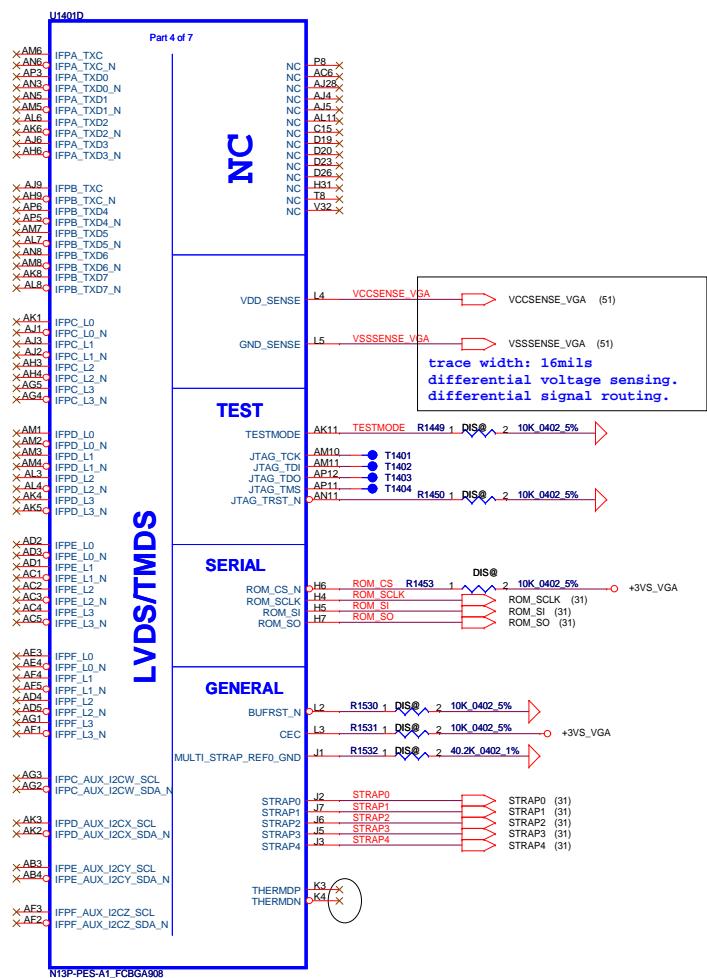 U1401D
Part 4 of 7
AM6 IFPA_TXC
AN6 IFPA_TXC_N
AP3 IFPA_TXD0
AN3 IFPA_TXD0_N
AN5 IFPA_TXD1
AM5 IFPA_TXD1_N
AL6 IFPA_TXD2
AK6 IFPA_TXD2_N
AJ6 IFPA_TXD3
AH6 IFPA_TXD3_N
AJ9 IFPB_TXC
AH9 IFPB_TXC_N
AP6 IFPB_TXD4
AP5 IFPB_TXD4_N
AM7 IFPB_TXD5
AL7 IFPB_TXD5_N
AN8 IFPB_TXD6
AM8 IFPB_TXD6_N
AK8 IFPB_TXD7
AL8 IFPB_TXD7_N
AK1 IFPC_L0
AJ1 IFPC_L0_N
AJ3 IFPC_L1
AJ2 IFPC_L1_N
AH3 IFPC_L2
AH4 IFPC_L2_N
AG5 IFPC_L3
AG4 IFPC_L3_N
AM1 IFPD_L0
AM2 IFPD_L0_N
AM3 IFPD_L1
AM4 IFPD_L1_N
AL3 IFPD_L2
AL4 IFPD_L2_N
AK4 IFPD_L3
AK5 IFPD_L3_N
AD2 IFPE_L0
AD3 IFPE_L0_N
AD1 IFPE_L1
AC1 IFPE_L1_N
AC2 IFPE_L2
AC3 IFPE_L2_N
AC4 IFPE_L3
AC5 IFPE_L3_N
AE3 IFPF_L0
AE4 IFPF_L0_N
AF4 IFPF_L1
AF5 IFPF_L1_N
AD4 IFPF_L2
AD5 IFPF_L2_N
AG1 IFPF_L3
AF1 IFPF_L3_N
AG3 IFPC_AUX_I2CW_SCL
AG2 IFPC_AUX_I2CW_SDA_N
AK3 IFPD_AUX_I2CX_SCL
AK2 IFPD_AUX_I2CX_SDA_N
AB3 IFPE_AUX_I2CY_SCL
AB4 IFPE_AUX_I2CY_SDA_N
AF3 IFPF_AUX_I2CZ_SCL
AF2 IFPF_AUX_I2CZ_SDA_N
LVDS/TMDS
NC
NC P8
NC AC6
NC AJ28
NC AJ4
NC AJ5
NC AL11
NC C15
NC D19
NC D20
NC D23
NC D26
NC H31
NC T8
NC V32
VDD_SENSE L4 VCCSENSE_VGA VCCSENSE_VGA (51)
GND_SENSE L5 VSSSENSE_VGA VSSSENSE_VGA (51)
trace width: 16mils
differential voltage sensing.
differential signal routing.
TEST
TESTMODE AK11 TESTMODE R1449 1 DIS@ 2 10K_0402_5%
JTAG_TCK AM10 T1401
JTAG_TDI AM11 T1402
JTAG_TDO AP12 T1403
JTAG_TMS AP11 T1404
JTAG_TRST_N AN11 R1450 1 DIS@ 2 10K_0402_5%
SERIAL
ROM_CS_N H6 ROM_CS R1453 1 DIS@ 2 10K_0402_5% +3VS_VGA
ROM_SCLK H4 ROM_SCLK ROM_SCLK (31)
ROM_SI H5 ROM_SI ROM_SI (31)
ROM_SO H7 ROM_SO ROM_SO (31)
GENERAL
BUFRST_N L2 R1530 1 DIS@ 2 10K_0402_5%
CEC L3 R1531 1 DIS@ 2 10K_0402_5% +3VS_VGA
MULTI_STRAP_REF0_GND J1 R1532 1 DIS@ 2 40.2K_0402_1%
STRAP0 J2 STRAP0 STRAP0 (31)
STRAP1 J7 STRAP1 STRAP1 (31)
STRAP2 J6 STRAP2 STRAP2 (31)
STRAP3 J5 STRAP3 STRAP3 (31)
STRAP4 J3 STRAP4 STRAP4 (31)
THERMDP K3
THERMDN K4
N13P-PES-A1_FCBGA908